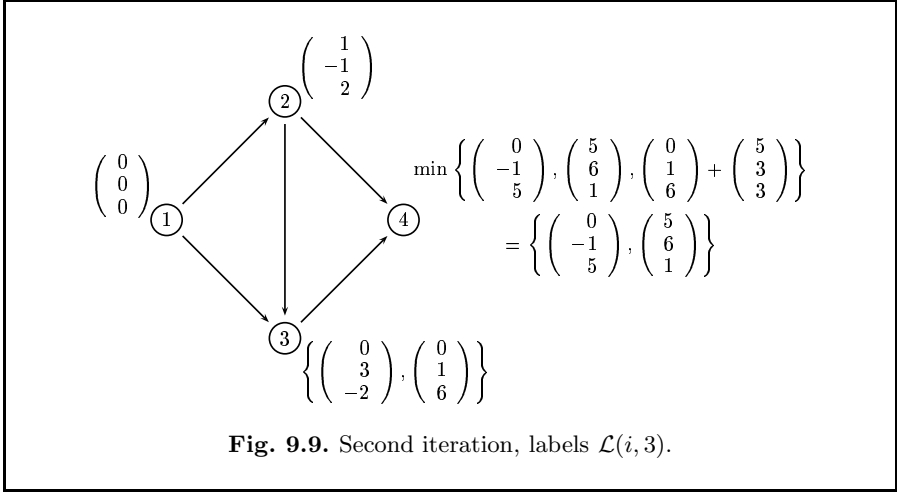 ( 1 -1 2 )
2
( 0 0 0 )
1
4
min { ( 0 -1 5 ) , ( 5 6 1 ) , ( 0 1 6 ) + ( 5 3 3 ) }
= { ( 0 -1 5 ) , ( 5 6 1 ) }
3
{ ( 0 3 -2 ) , ( 0 1 6 ) }
Fig. 9.9. Second iteration, labels ℒ(i, 3).